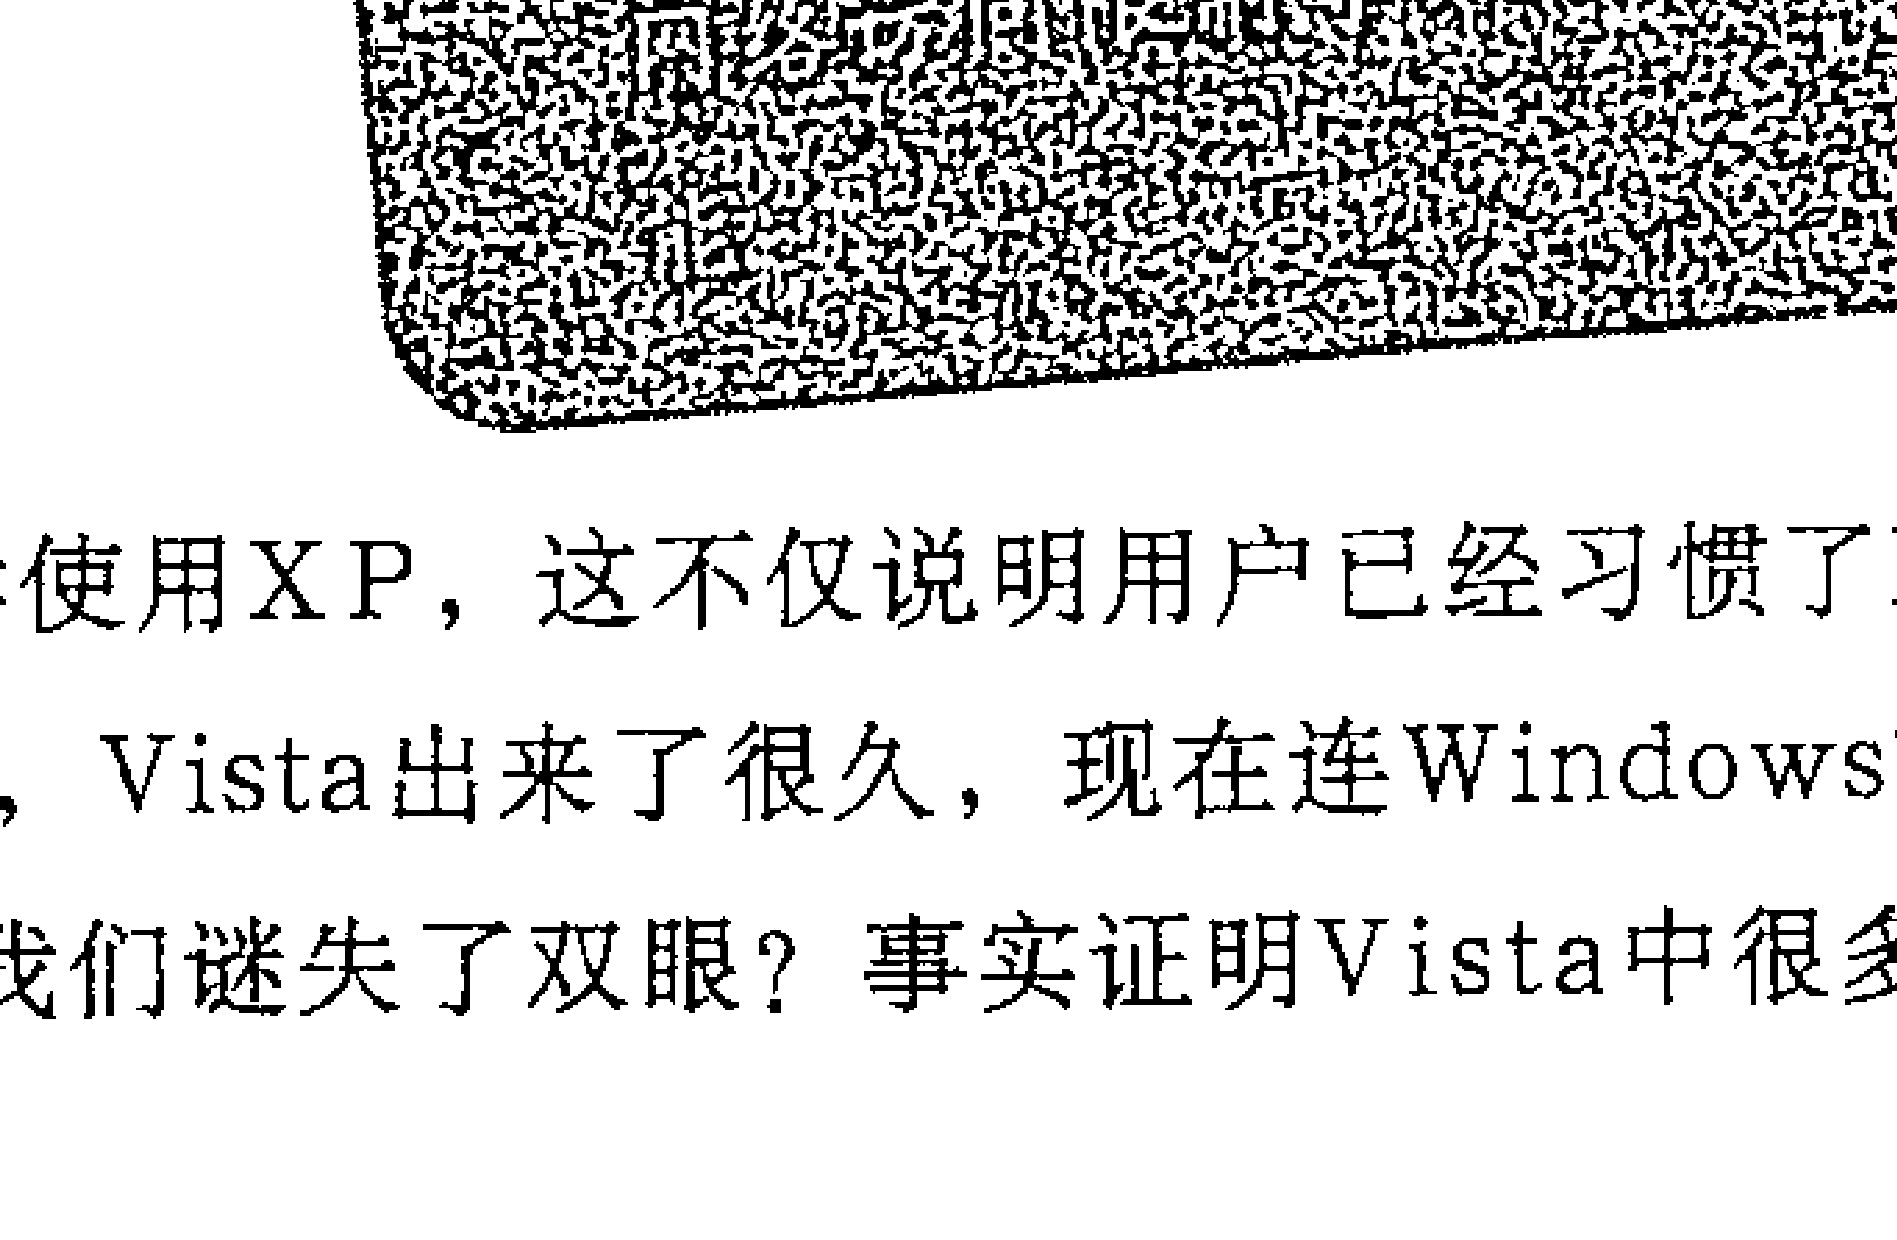 使用XP，这不仅说明用户已经习惯了
，Vista出来了很久，现在连Windows
我们谜失了双眼？事实证明Vista中很多